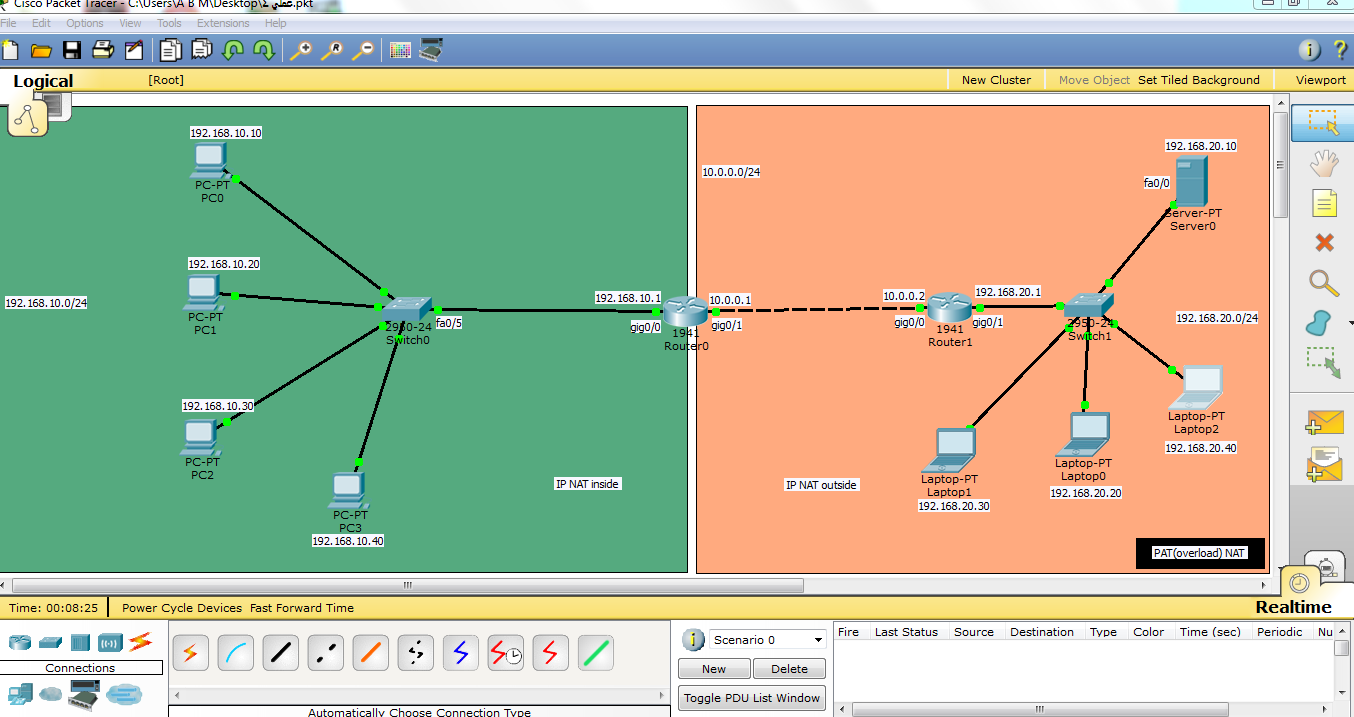 Cisco Packet Tracer - C:\Users\A B M\Desktop\عملي 2.pkt
File Edit Options View Tools Extensions Help
Logical [Root] New Cluster Move Object Set Tiled Background Viewport
192.168.10.10
PC-PT
PC0
192.168.10.20
PC-PT
PC1
192.168.10.0/24
192.168.10.30
PC-PT
PC2
PC-PT
PC3
192.168.10.40
2950-24
Switch0
fa0/5
192.168.10.1
gig0/0
1941
Router0
IP NAT inside
10.0.0.0/24
10.0.0.1
gig0/1
10.0.0.2
gig0/0
1941
Router1
192.168.20.1
gig0/1
2950-24
Switch1
192.168.20.10
fa0/0
Server-PT
Server0
192.168.20.0/24
Laptop-PT
Laptop2
192.168.20.40
Laptop-PT
Laptop0
192.168.20.20
Laptop-PT
Laptop1
192.168.20.30
IP NAT outside
PAT(overload) NAT
Time: 00:08:25 Power Cycle Devices Fast Forward Time
Realtime
Connections
Automatically Choose Connection Type
Scenario 0
New Delete
Toggle PDU List Window
Fire Last Status Source Destination Type Color Time (sec) Periodic Nu